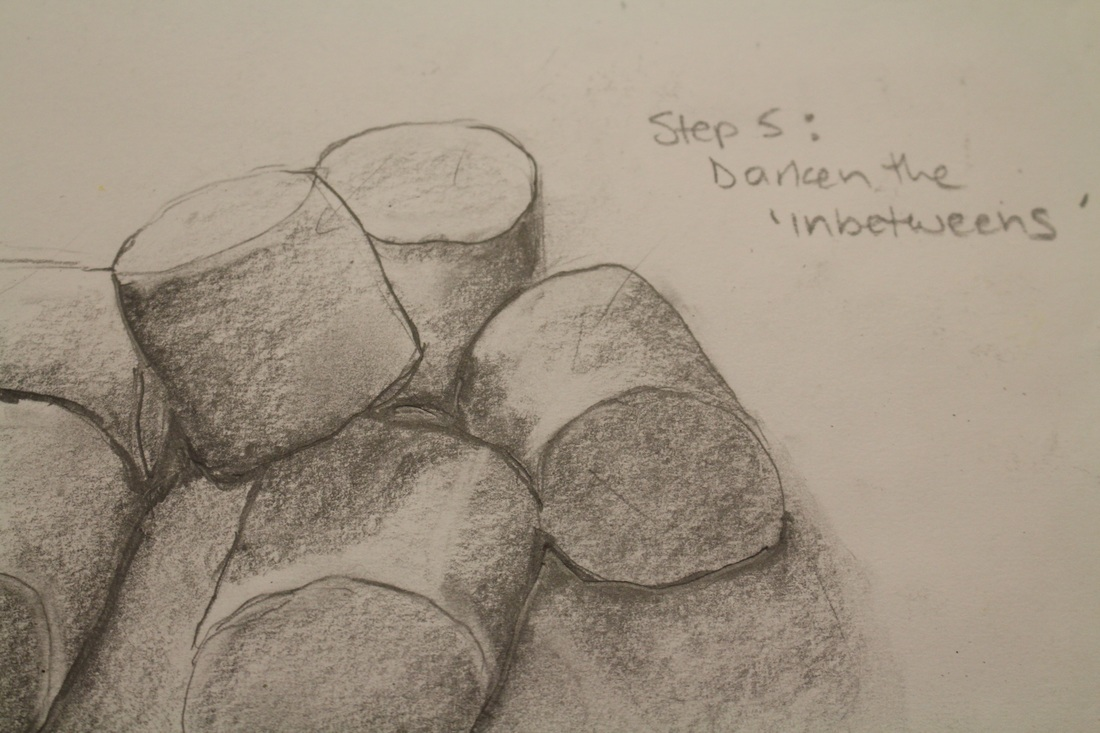 Step 5:
Darken the
'inbetweens'